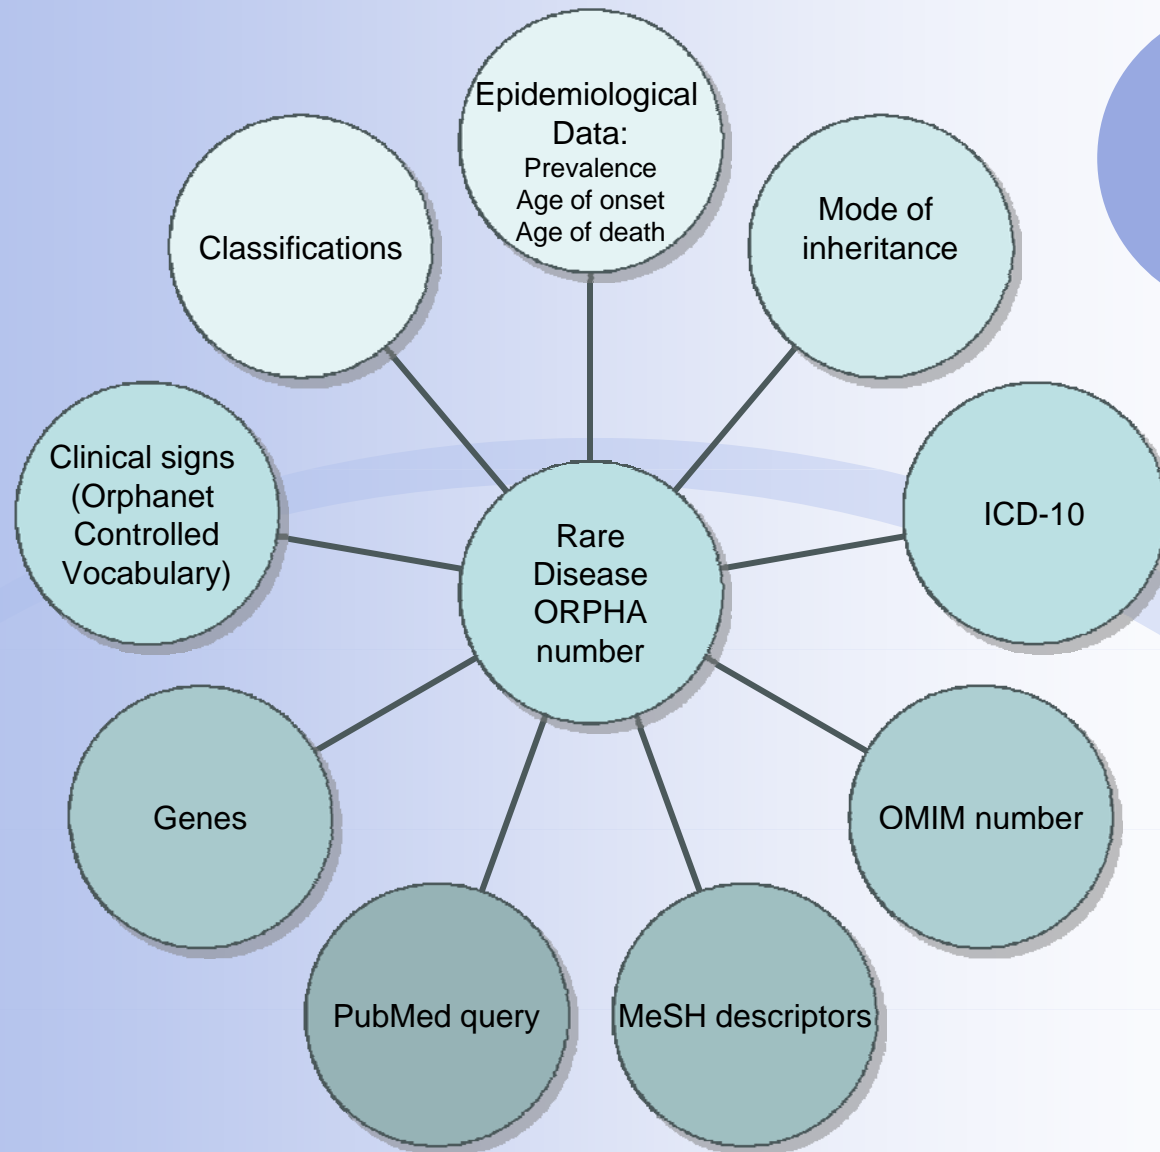 Epidemiological
Data:
Prevalence
Age of onset
Age of death
Mode of
inheritance
Classifications
Clinical signs
(Orphanet
Controlled
Vocabulary)
ICD-10
Rare
Disease
ORPHA
number
Genes
OMIM number
PubMed query
MeSH descriptors